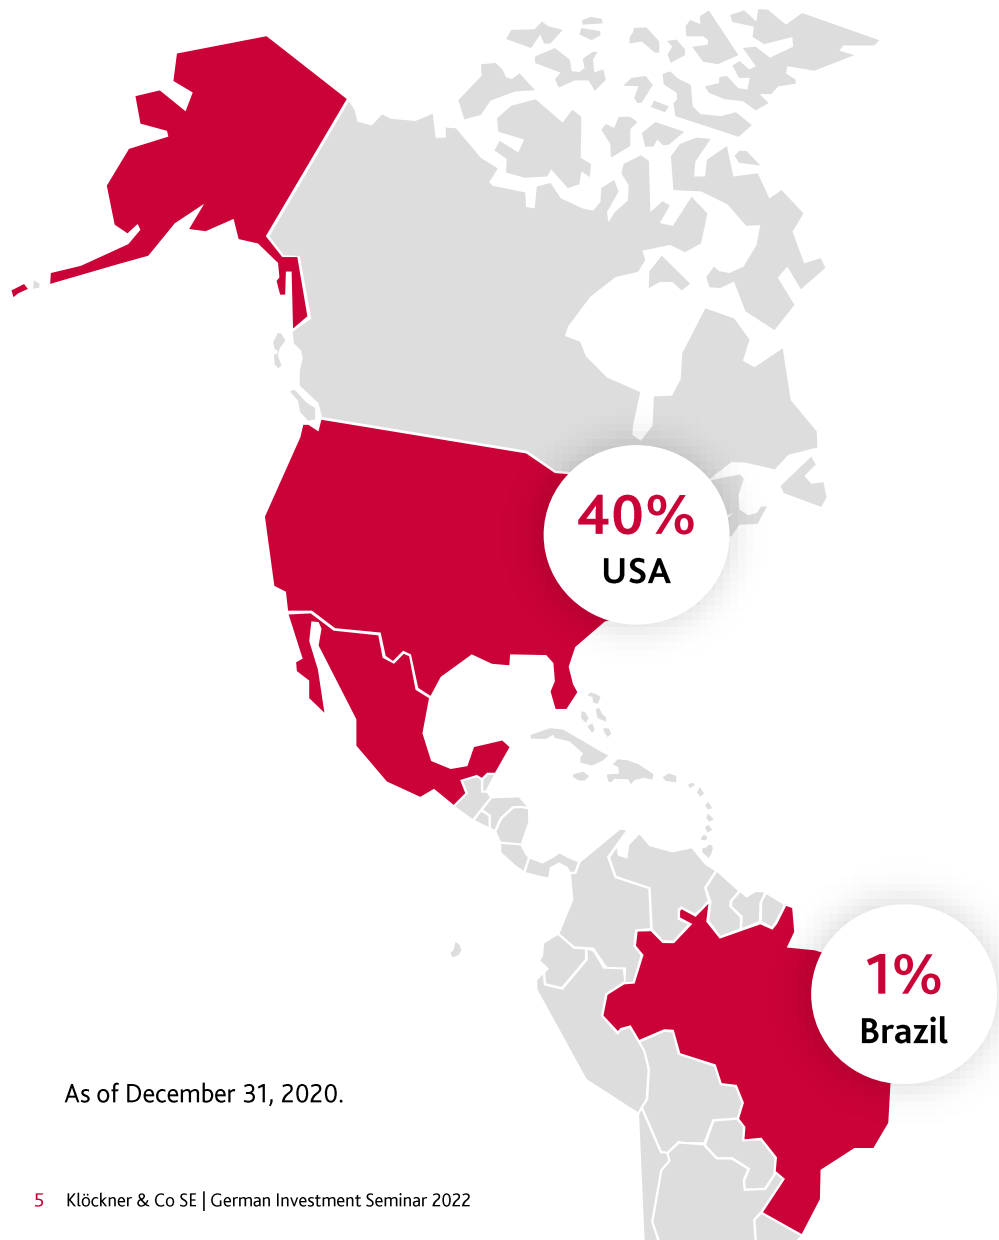 40%
USA
1%
Brazil
As of December 31, 2020.
5 Klöckner & Co SE | German Investment Seminar 2022